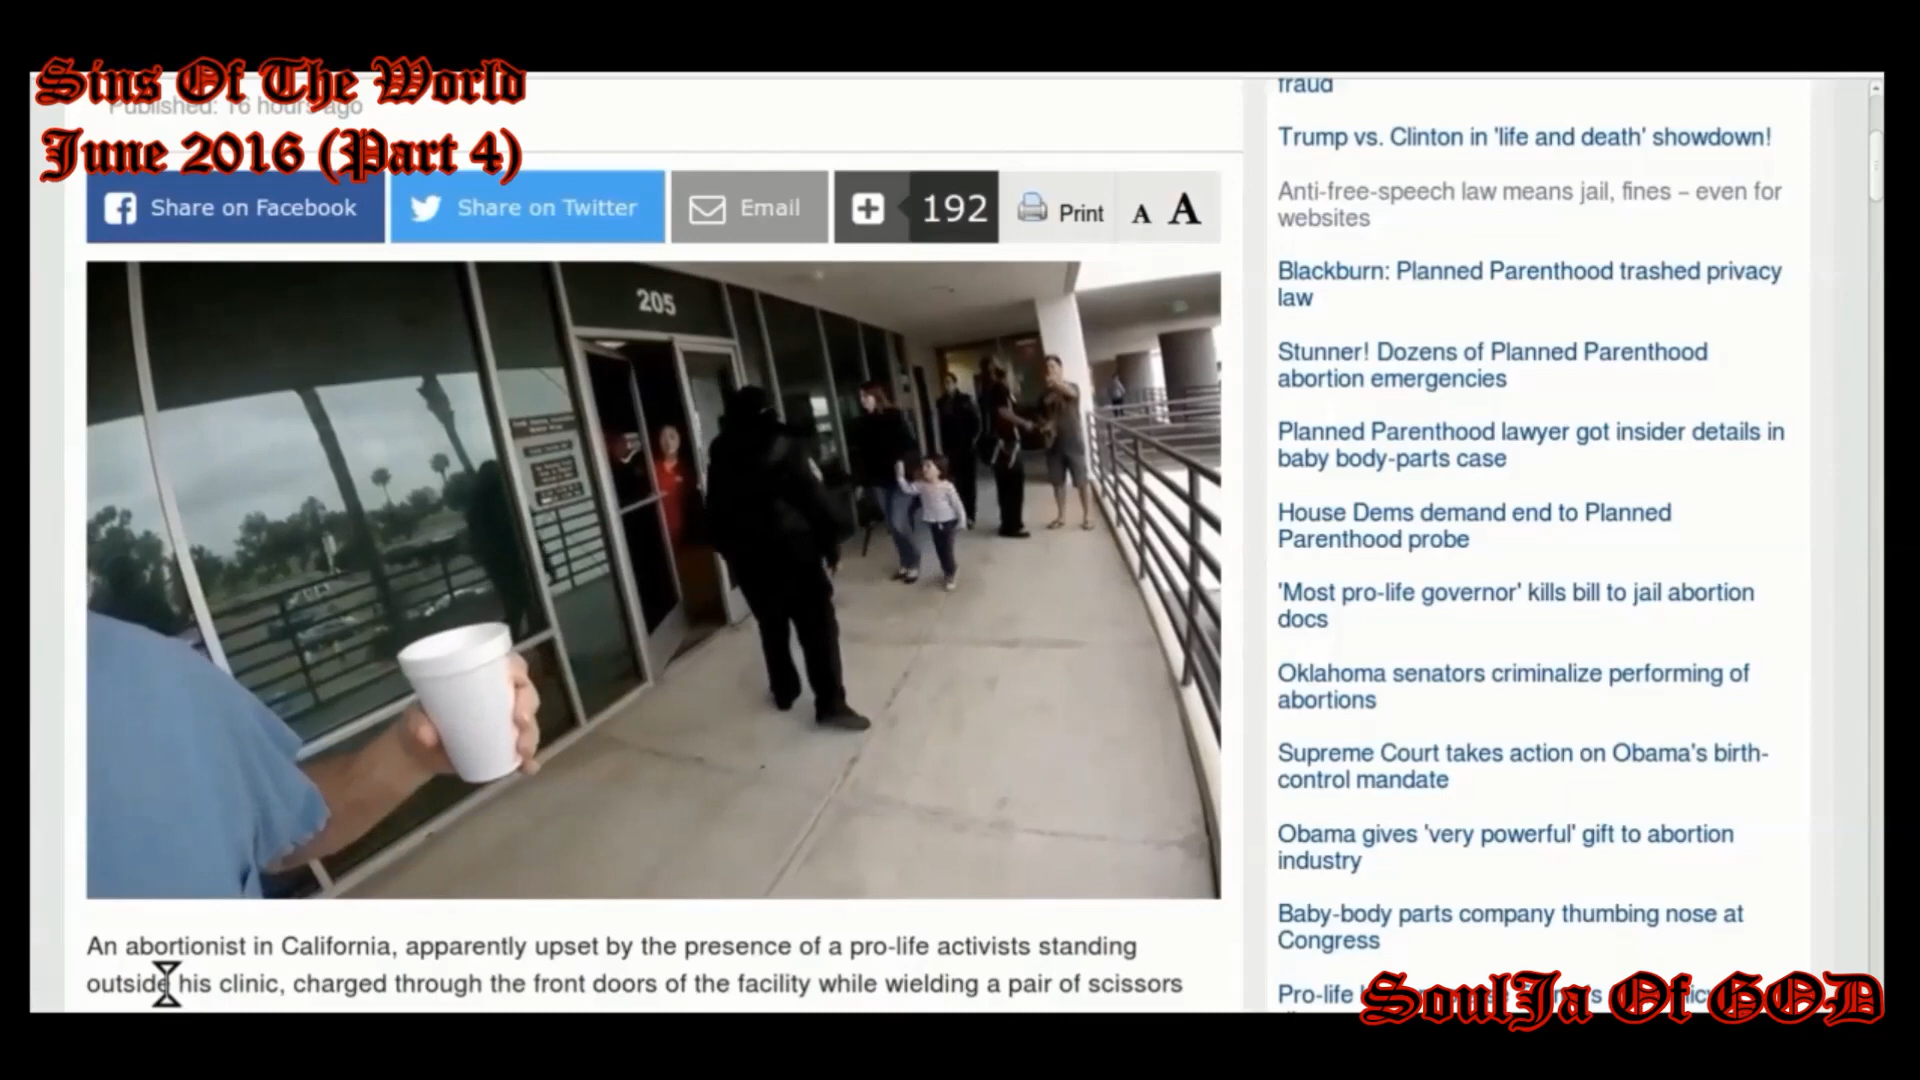 Sins Of The World
June 2016 (Part 4)
Published: 16 hours ago
Share on Facebook
Share on Twitter
Email
192
Print
A A
205
An abortionist in California, apparently upset by the presence of a pro-life activists standing
outside his clinic, charged through the front doors of the facility while wielding a pair of scissors
fraud
Trump vs. Clinton in 'life and death' showdown!
Anti-free-speech law means jail, fines – even for
websites
Blackburn: Planned Parenthood trashed privacy
law
Stunner! Dozens of Planned Parenthood
abortion emergencies
Planned Parenthood lawyer got insider details in
baby body-parts case
House Dems demand end to Planned
Parenthood probe
'Most pro-life governor' kills bill to jail abortion
docs
Oklahoma senators criminalize performing of
abortions
Supreme Court takes action on Obama's birth-
control mandate
Obama gives 'very powerful' gift to abortion
industry
Baby-body parts company thumbing nose at
Congress
Pro-life
SoulJa Of GOD